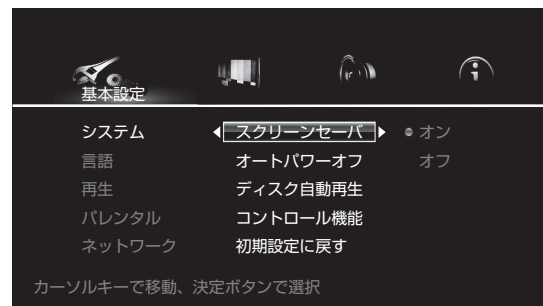 基本設定
システム スクリーンセーバ オン
言語 オートパワーオフ オフ
再生 ディスク自動再生
パレンタル コントロール機能
ネットワーク 初期設定に戻す
カーソルキーで移動、決定ボタンで選択